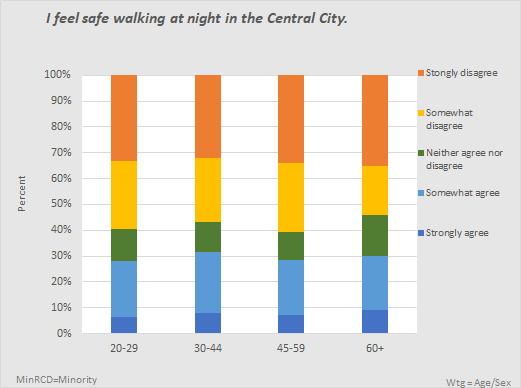 I feel safe walking at night in the Central City.
100%
90%
80%
70%
60%
50%
40%
30%
20%
10%
0%
Percent
20-29
30-44
45-59
60+
Stongly disagree
Somewhat
disagree
Neither agree nor
disagree
Somewhat agree
Strongly agree
MinRCD=Minority
Wtg = Age/Sex